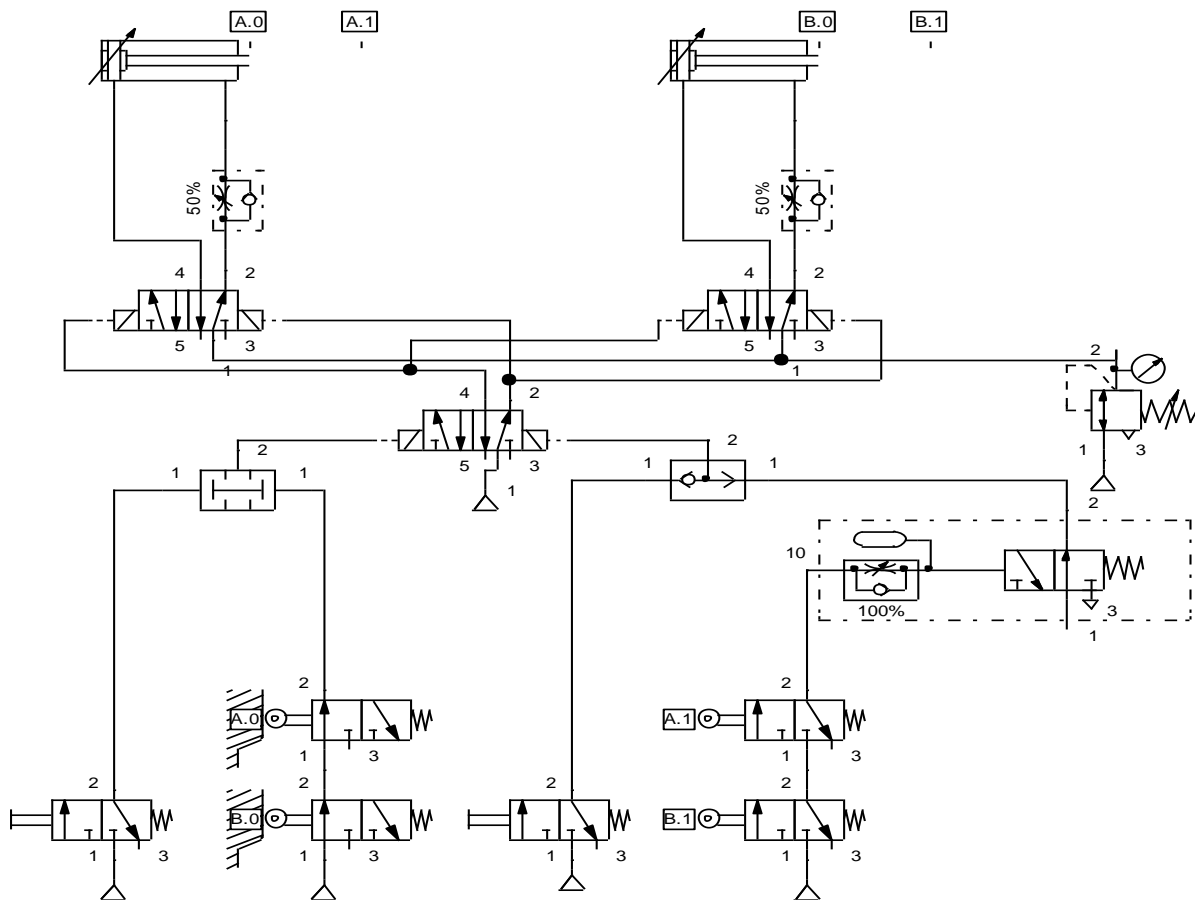 A.0 A.1 B.0 B.1
50% 50%
4 2 4 2
5 3 5 3
1 1
2
4 2
1 3
2 2
5 3
1 1 1 1
1
2
10
100% 3
1
2 2
A.0 A.1
1 3 1 3
2 2 2 2
B.0 B.1
1 3 1 3 1 3 1 3